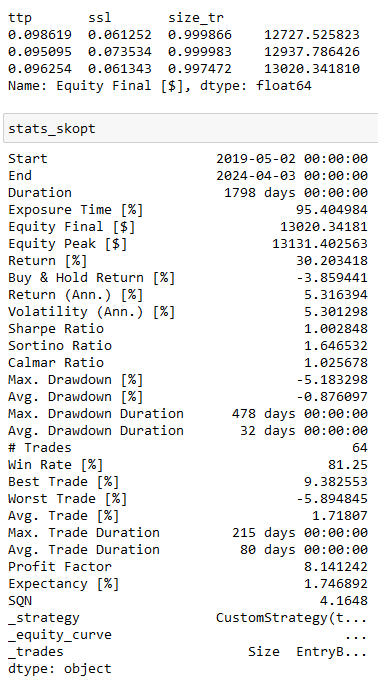 ttp ssl size_tr
0.098619 0.061252 0.999866 12727.525823
0.095095 0.073534 0.999983 12937.786426
0.096254 0.061343 0.997472 13020.341810
Name: Equity Final [$], dtype: float64
stats_skopt
Start 2019-05-02 00:00:00
End 2024-04-03 00:00:00
Duration 1798 days 00:00:00
Exposure Time [%] 95.404984
Equity Final [$] 13020.34181
Equity Peak [$] 13131.402563
Return [%] 30.203418
Buy & Hold Return [%] -3.859441
Return (Ann.) [%] 5.316394
Volatility (Ann.) [%] 5.301298
Sharpe Ratio 1.002848
Sortino Ratio 1.646532
Calmar Ratio 1.025678
Max. Drawdown [%] -5.183298
Avg. Drawdown [%] -0.876097
Max. Drawdown Duration 478 days 00:00:00
Avg. Drawdown Duration 32 days 00:00:00
# Trades 64
Win Rate [%] 81.25
Best Trade [%] 9.382553
Worst Trade [%] -5.894845
Avg. Trade [%] 1.71807
Max. Trade Duration 215 days 00:00:00
Avg. Trade Duration 80 days 00:00:00
Profit Factor 8.141242
Expectancy [%] 1.746892
SQN 4.1648
_strategy CustomStrategy(t...
_equity_curve ...
_trades Size EntryB...
dtype: object